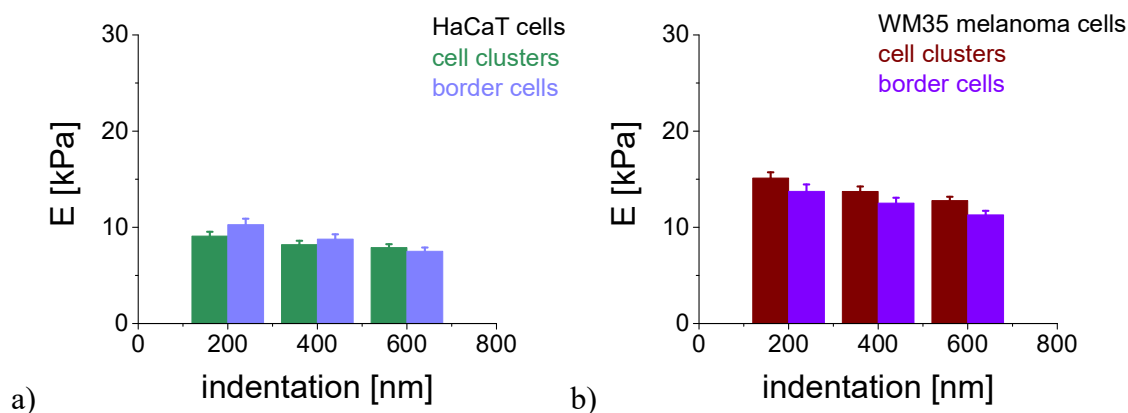 HaCaT cells
cell clusters
border cells
30
20
10
0
E [kPa]
0 200 400 600 800
indentation [nm]
a)
WM35 melanoma cells
cell clusters
border cells
30
20
10
0
E [kPa]
0 200 400 600 800
indentation [nm]
b)